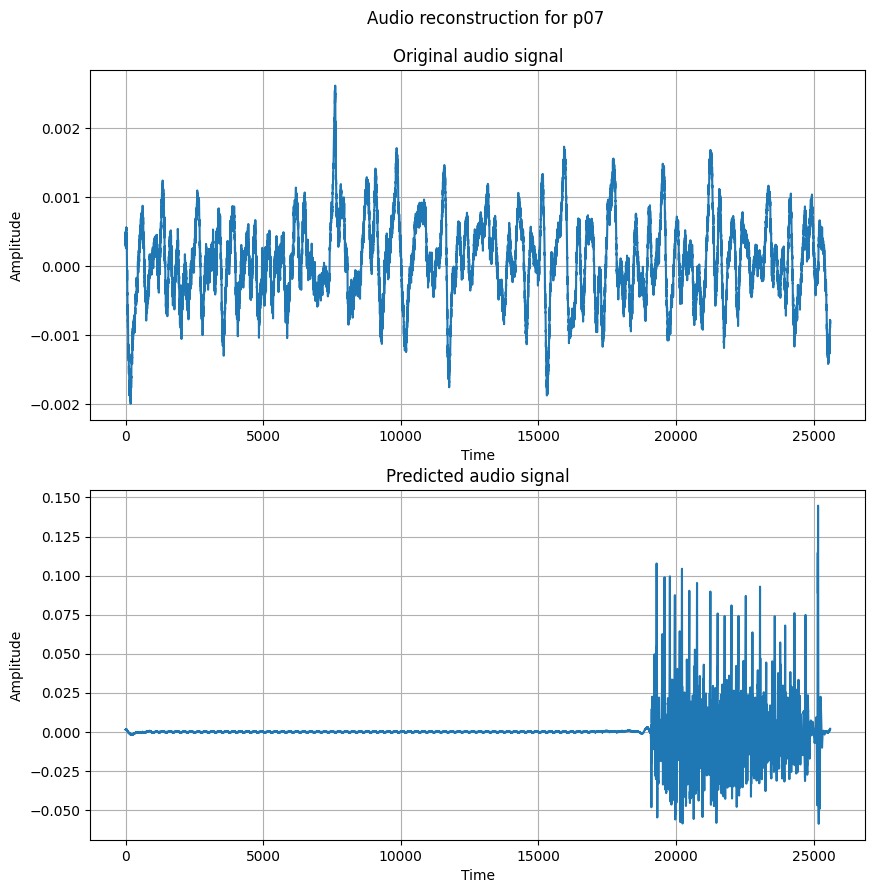 Audio reconstruction for p07
Original audio signal
Amplitude
0.002
0.001
0.000
−0.001
−0.002
0 5000 10000 15000 20000 25000
Time
Predicted audio signal
Amplitude
0.150
0.125
0.100
0.075
0.050
0.025
0.000
−0.025
−0.050
0 5000 10000 15000 20000 25000
Time